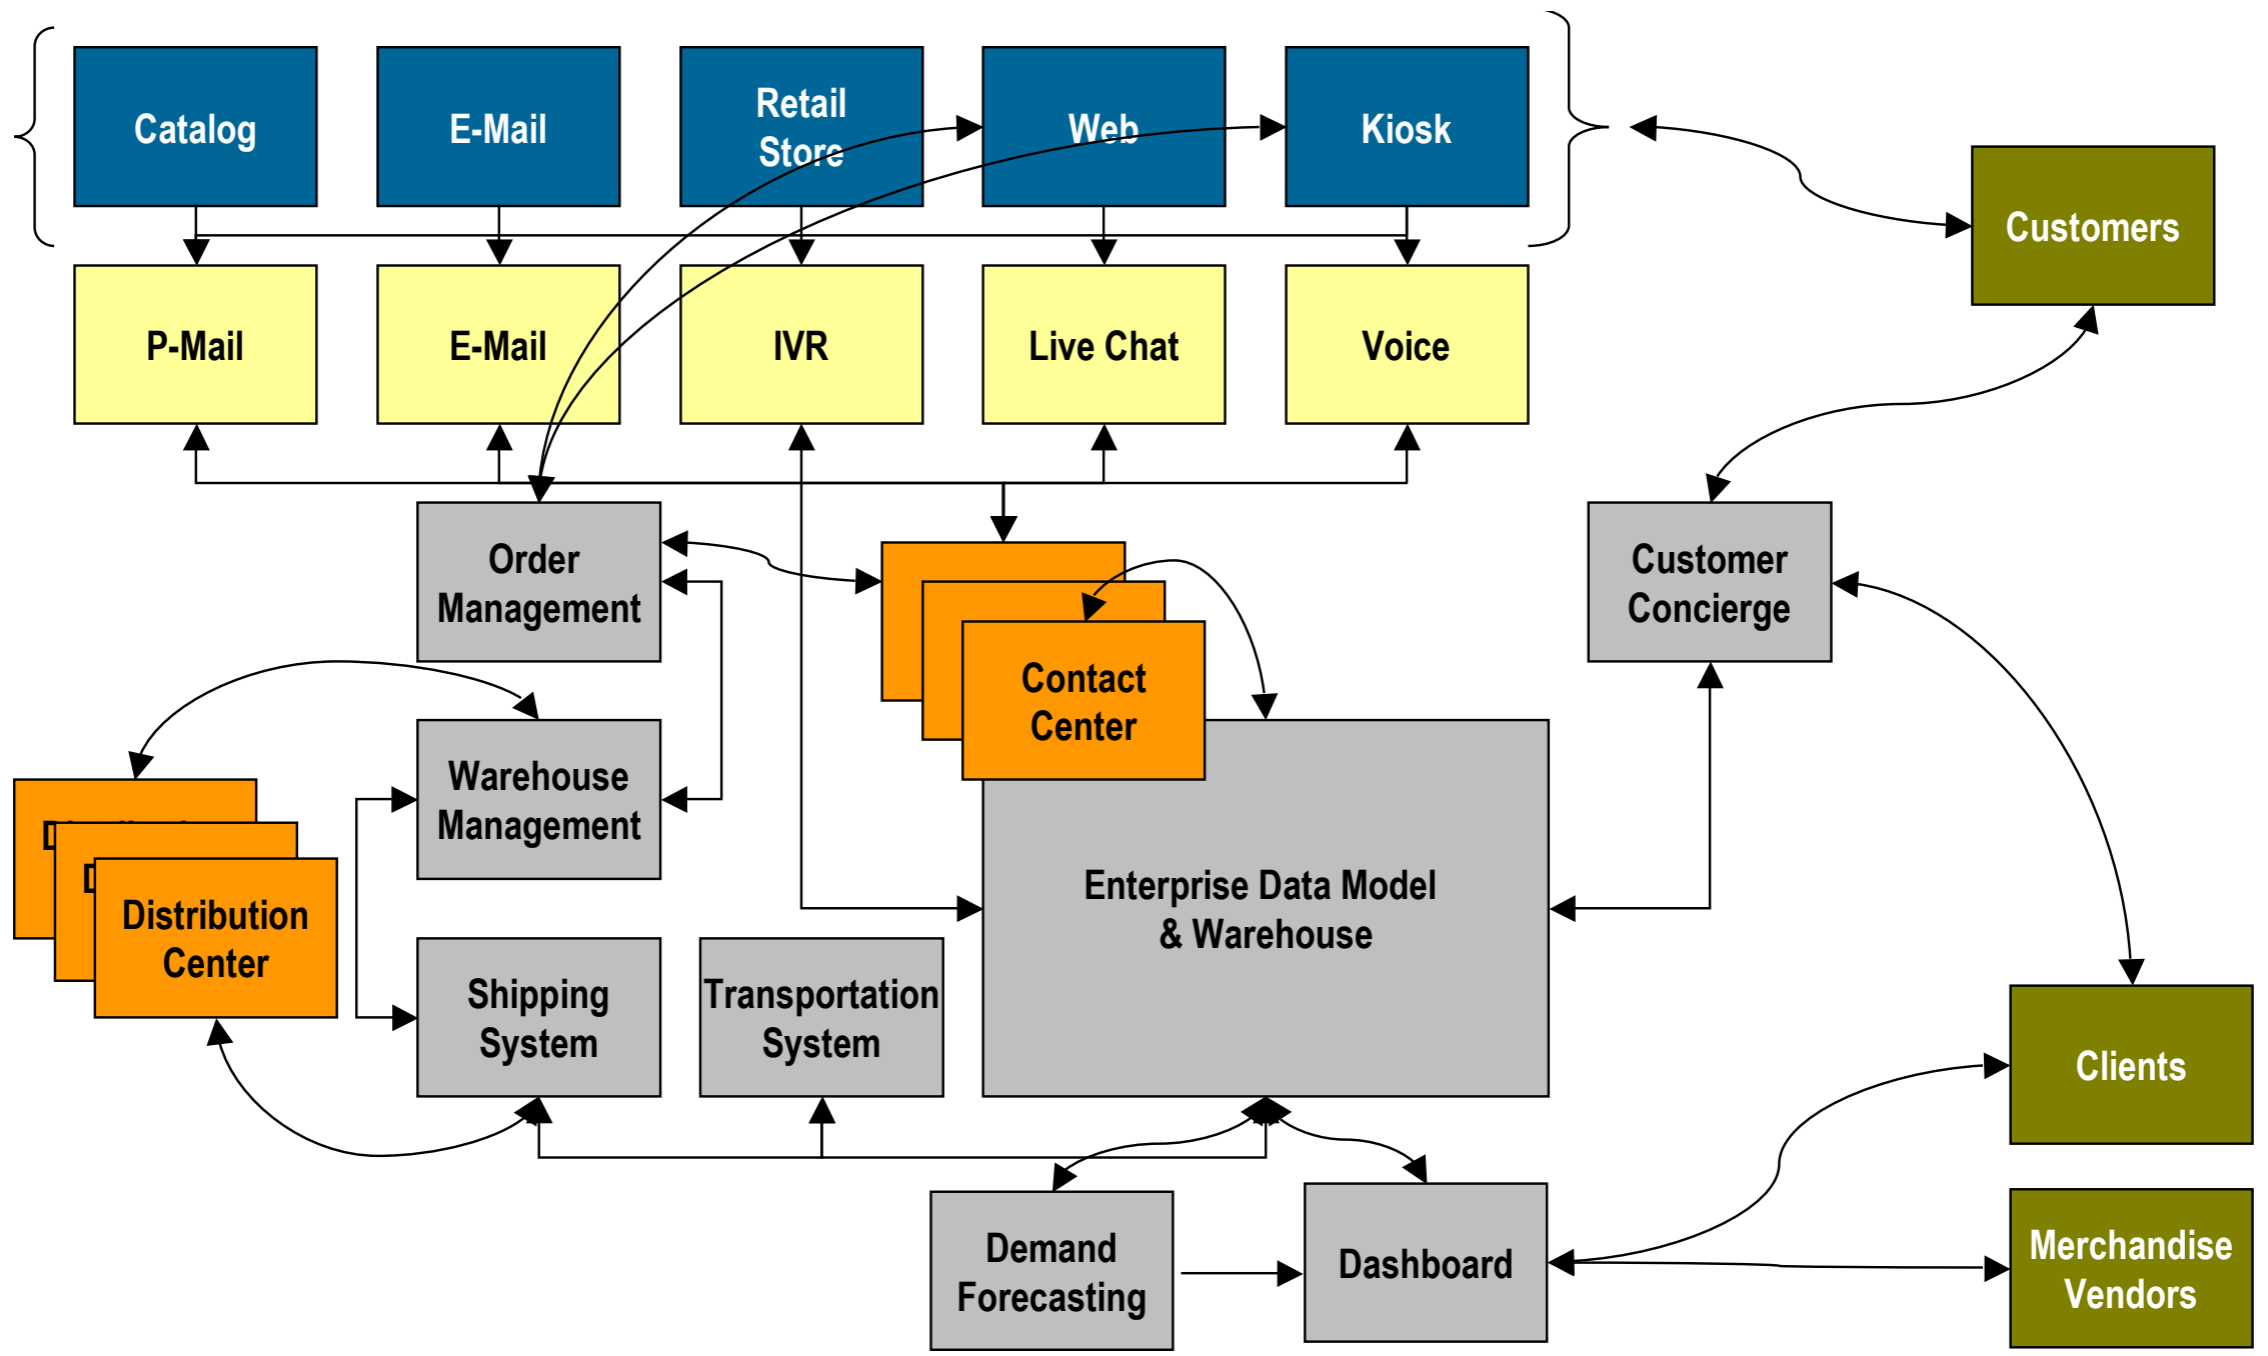 Catalog
E-Mail
Retail
Store
Web
Kiosk
Customers
P-Mail
E-Mail
IVR
Live Chat
Voice
Order
Management
Customer
Concierge
Contact
Center
Warehouse
Management
Enterprise Data Model
& Warehouse
Distribution
Center
Shipping
System
Transportation
System
Clients
Demand
Forecasting
Dashboard
Merchandise
Vendors